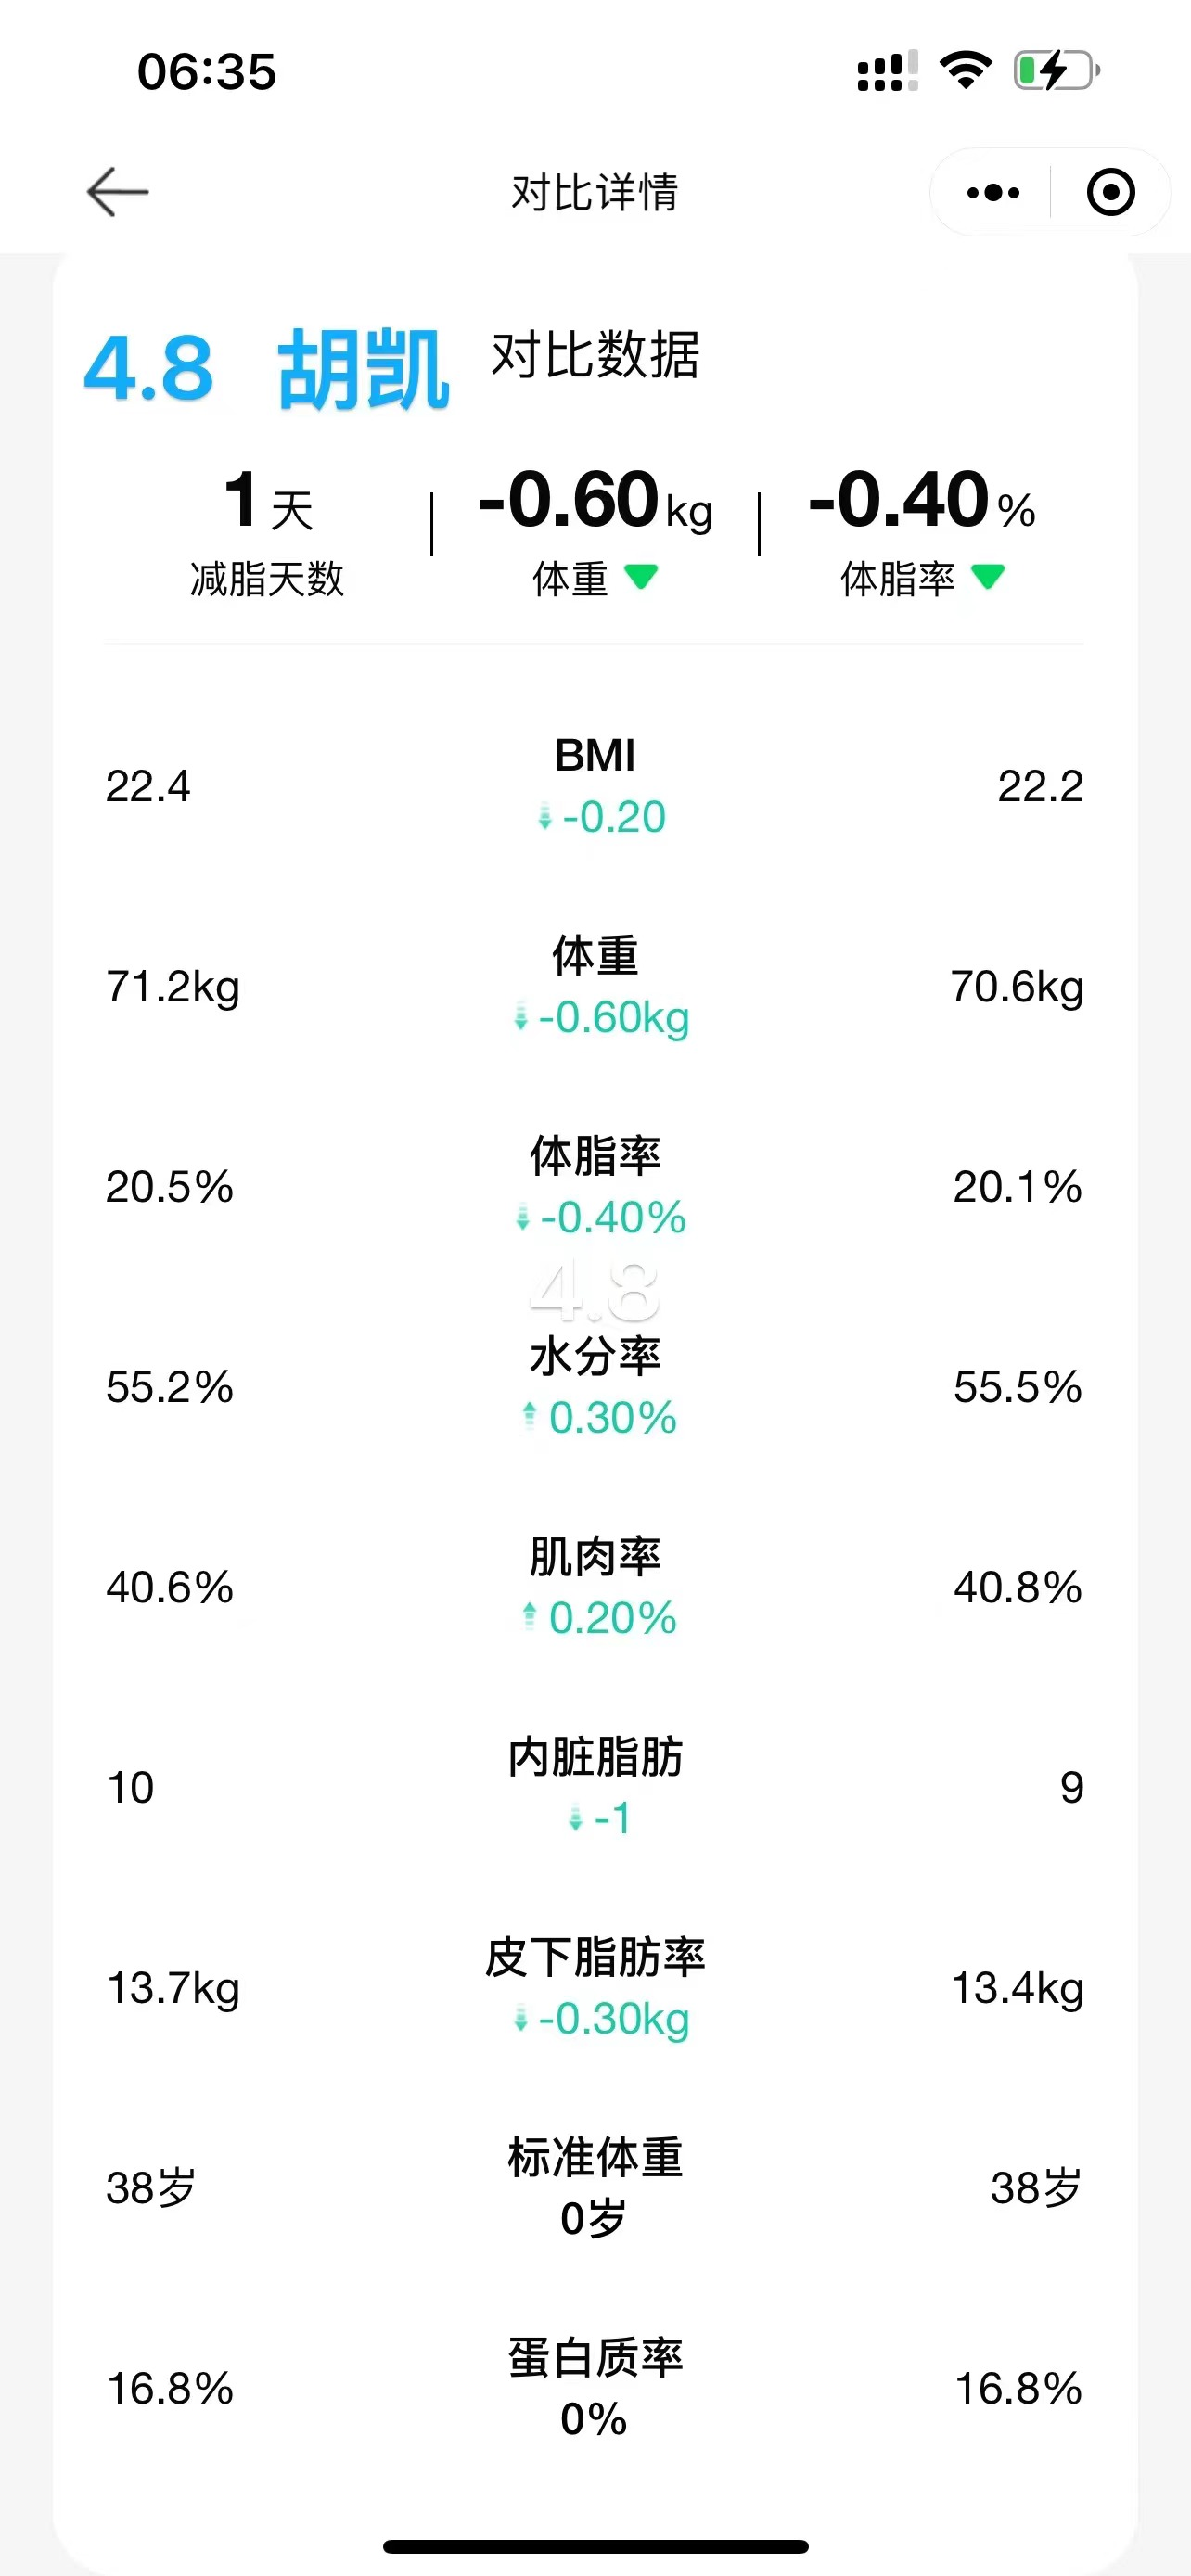 06:35
对比详情
4.8 胡凯 对比数据
1天 -0.60kg -0.40%
减脂天数 体重 体脂率
BMI
22.4 22.2
-0.20
体重
71.2kg 70.6kg
-0.60kg
体脂率
20.5% 20.1%
-0.40%
4.8
水分率
55.2% 55.5%
0.30%
肌肉率
40.6% 40.8%
0.20%
内脏脂肪
10 9
-1
皮下脂肪率
13.7kg 13.4kg
-0.30kg
标准体重
38岁 38岁
0岁
蛋白质率
16.8% 16.8%
0%